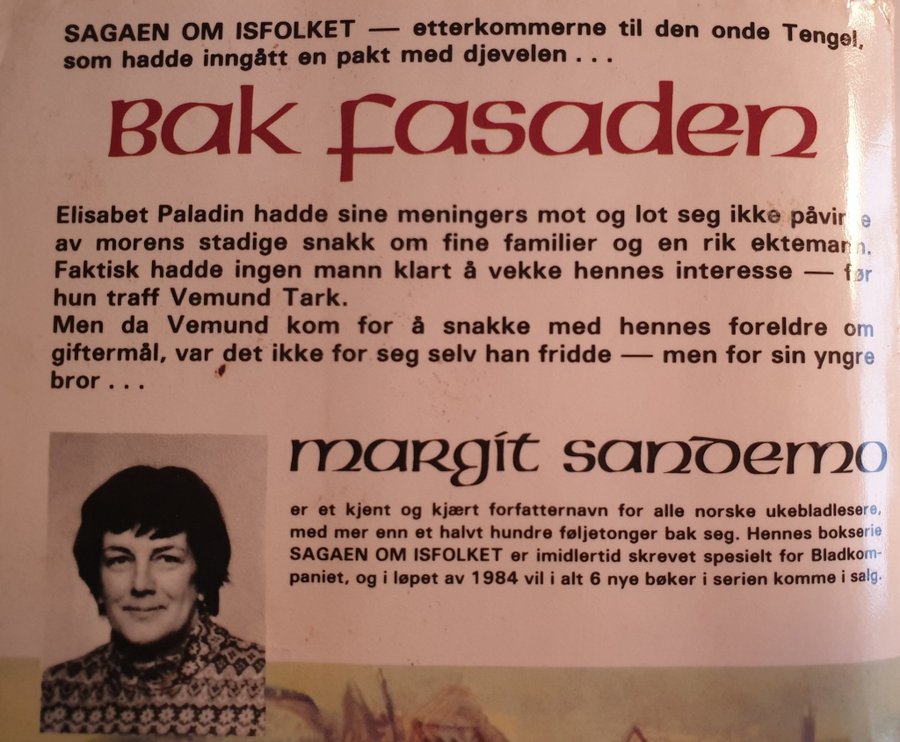 SAGAEN OM ISFOLKET — etterkommerne til den onde Tengel,
som hadde inngått en pakt med djevelen . . .
Bak fasaden
Elisabet Paladin hadde sine meningers mot og lot seg ikke påvirke
av morens stadige snakk om fine familier og en rik ektemann.
Faktisk hadde ingen mann klart å vekke hennes interesse — før
hun traff Vemund Tark.
Men da Vemund kom for å snakke med hennes foreldre om
giftermål, var det ikke for seg selv han fridde — men for sin yngre
bror . . .
margit sandemo
er et kjent og kjært forfatternavn for alle norske ukebladlesere,
med mer enn et halvt hundre føljetonger bak seg. Hennes bokserie
SAGAEN OM ISFOLKET er imidlertid skrevet spesielt for Bladkom-
paniet, og i løpet av 1984 vil i alt 6 nye bøker i serien komme i salg.